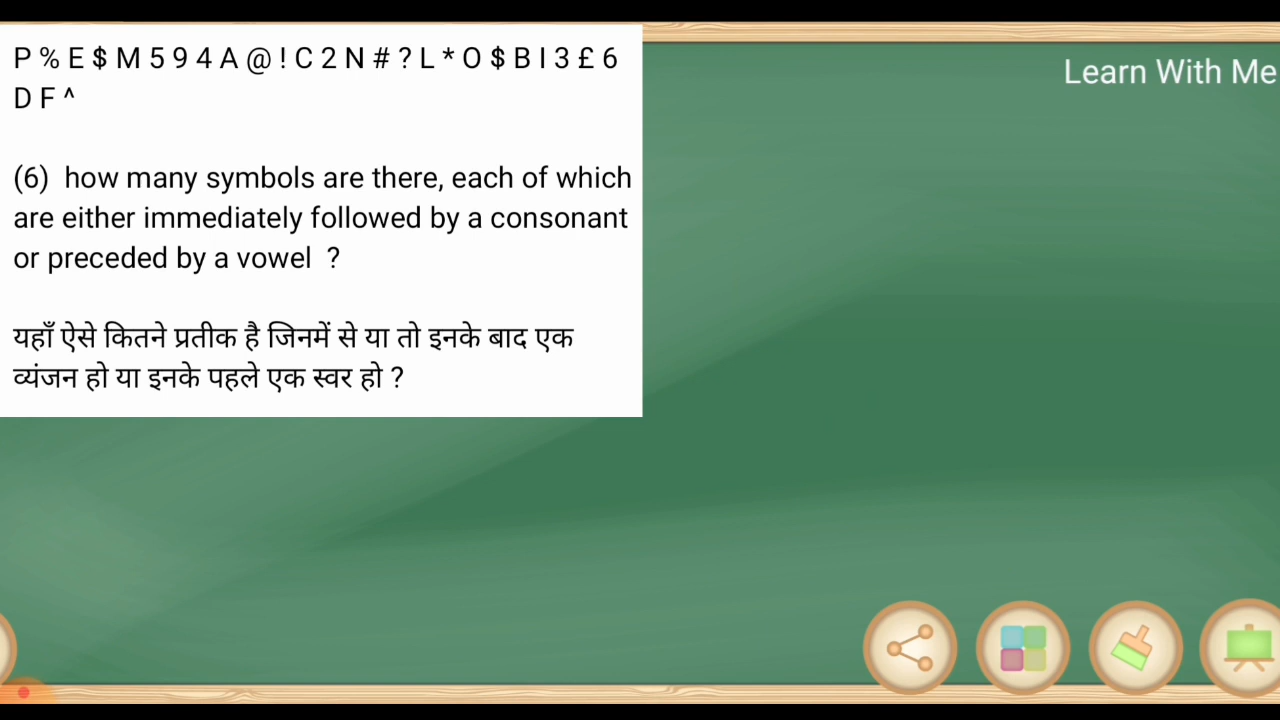 P % E $ M 5 9 4 A @ ! C 2 N # ? L * O $ B I 3 £ 6
D F ^
(6) how many symbols are there, each of which
are either immediately followed by a consonant
or preceded by a vowel ?
यहाँ ऐसे कितने प्रतीक है जिनमें से या तो इनके बाद एक
व्यंजन हो या इनके पहले एक स्वर हो ?
Learn With Me